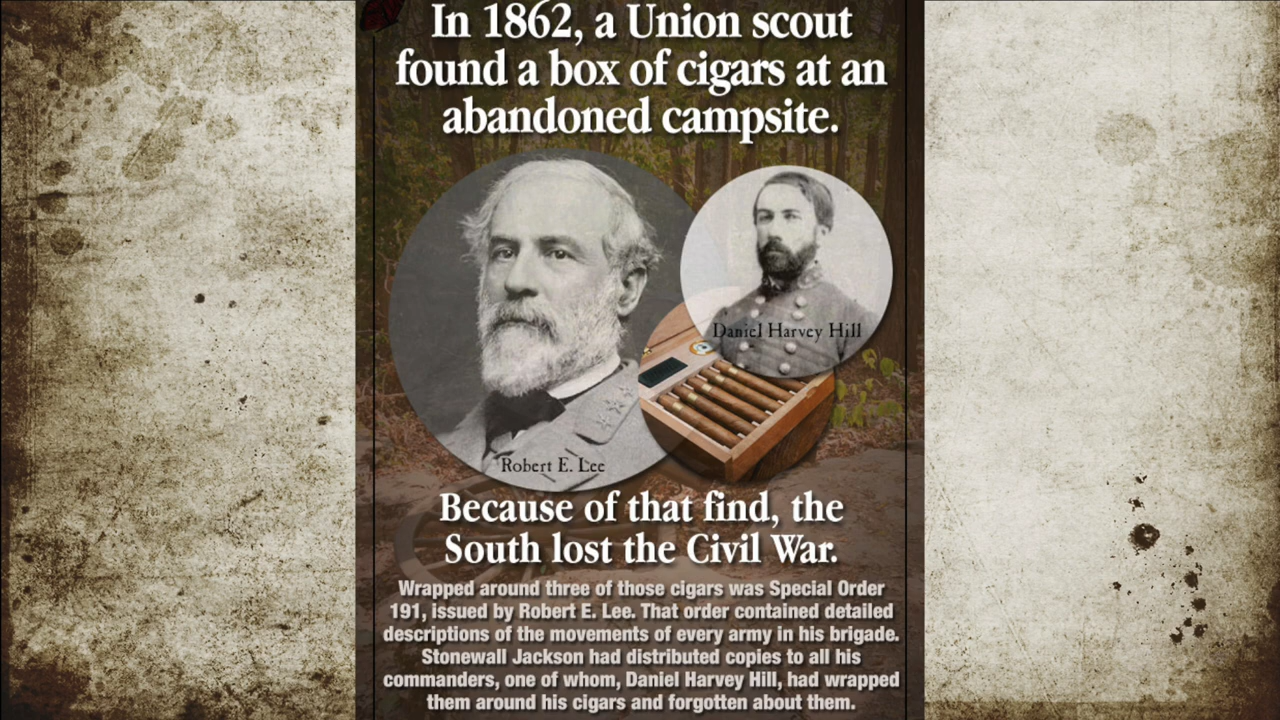 In 1862, a Union scout
found a box of cigars at an
abandoned campsite.
Daniel Harvey Hill
Robert E. Lee
Because of that find, the
South lost the Civil War.
Wrapped around three of those cigars was Special Order
191, issued by Robert E. Lee. That order contained detailed
descriptions of the movements of every army in his brigade.
Stonewall Jackson had distributed copies to all his
commanders, one of whom, Daniel Harvey Hill, had wrapped
them around his cigars and forgotten about them.